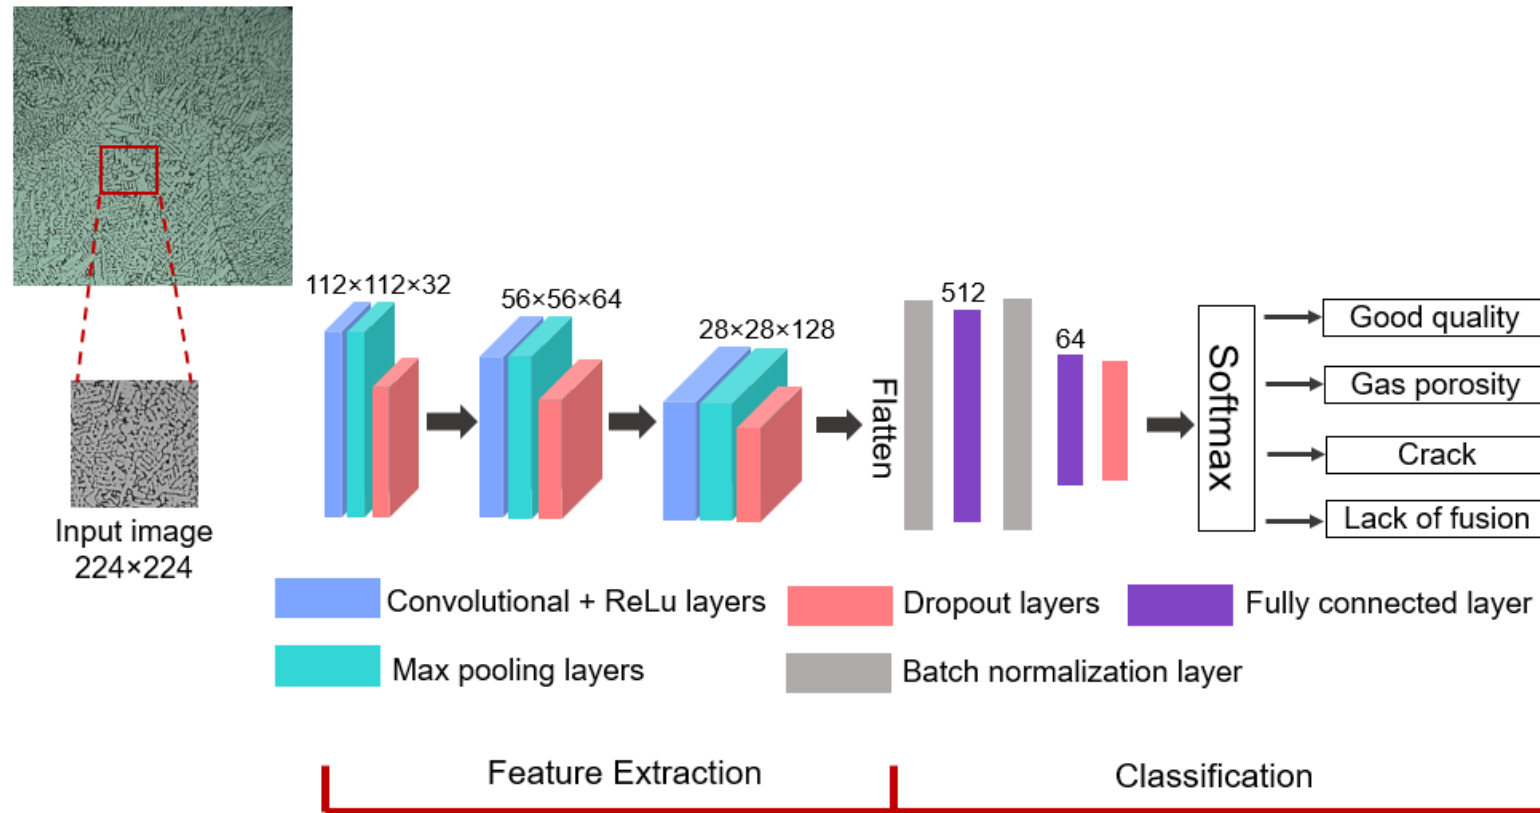 112×112×32
56×56×64
28×28×128
Flatten
512
64
Softmax
Good quality
Gas porosity
Crack
Lack of fusion
Input image
224×224
Convolutional + ReLu layers
Dropout layers
Fully connected layer
Max pooling layers
Batch normalization layer
Feature Extraction
Classification